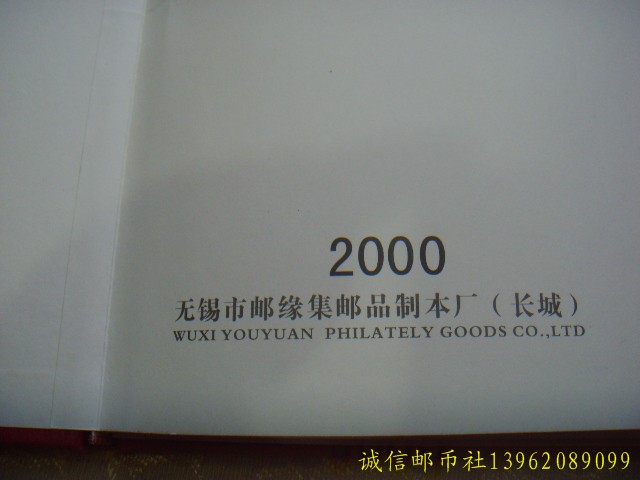 2000
无锡市邮缘集邮品制本厂（长城）
WUXI YOUYUAN PHILATELY GOODS CO.,LTD
诚信邮币社13962089099